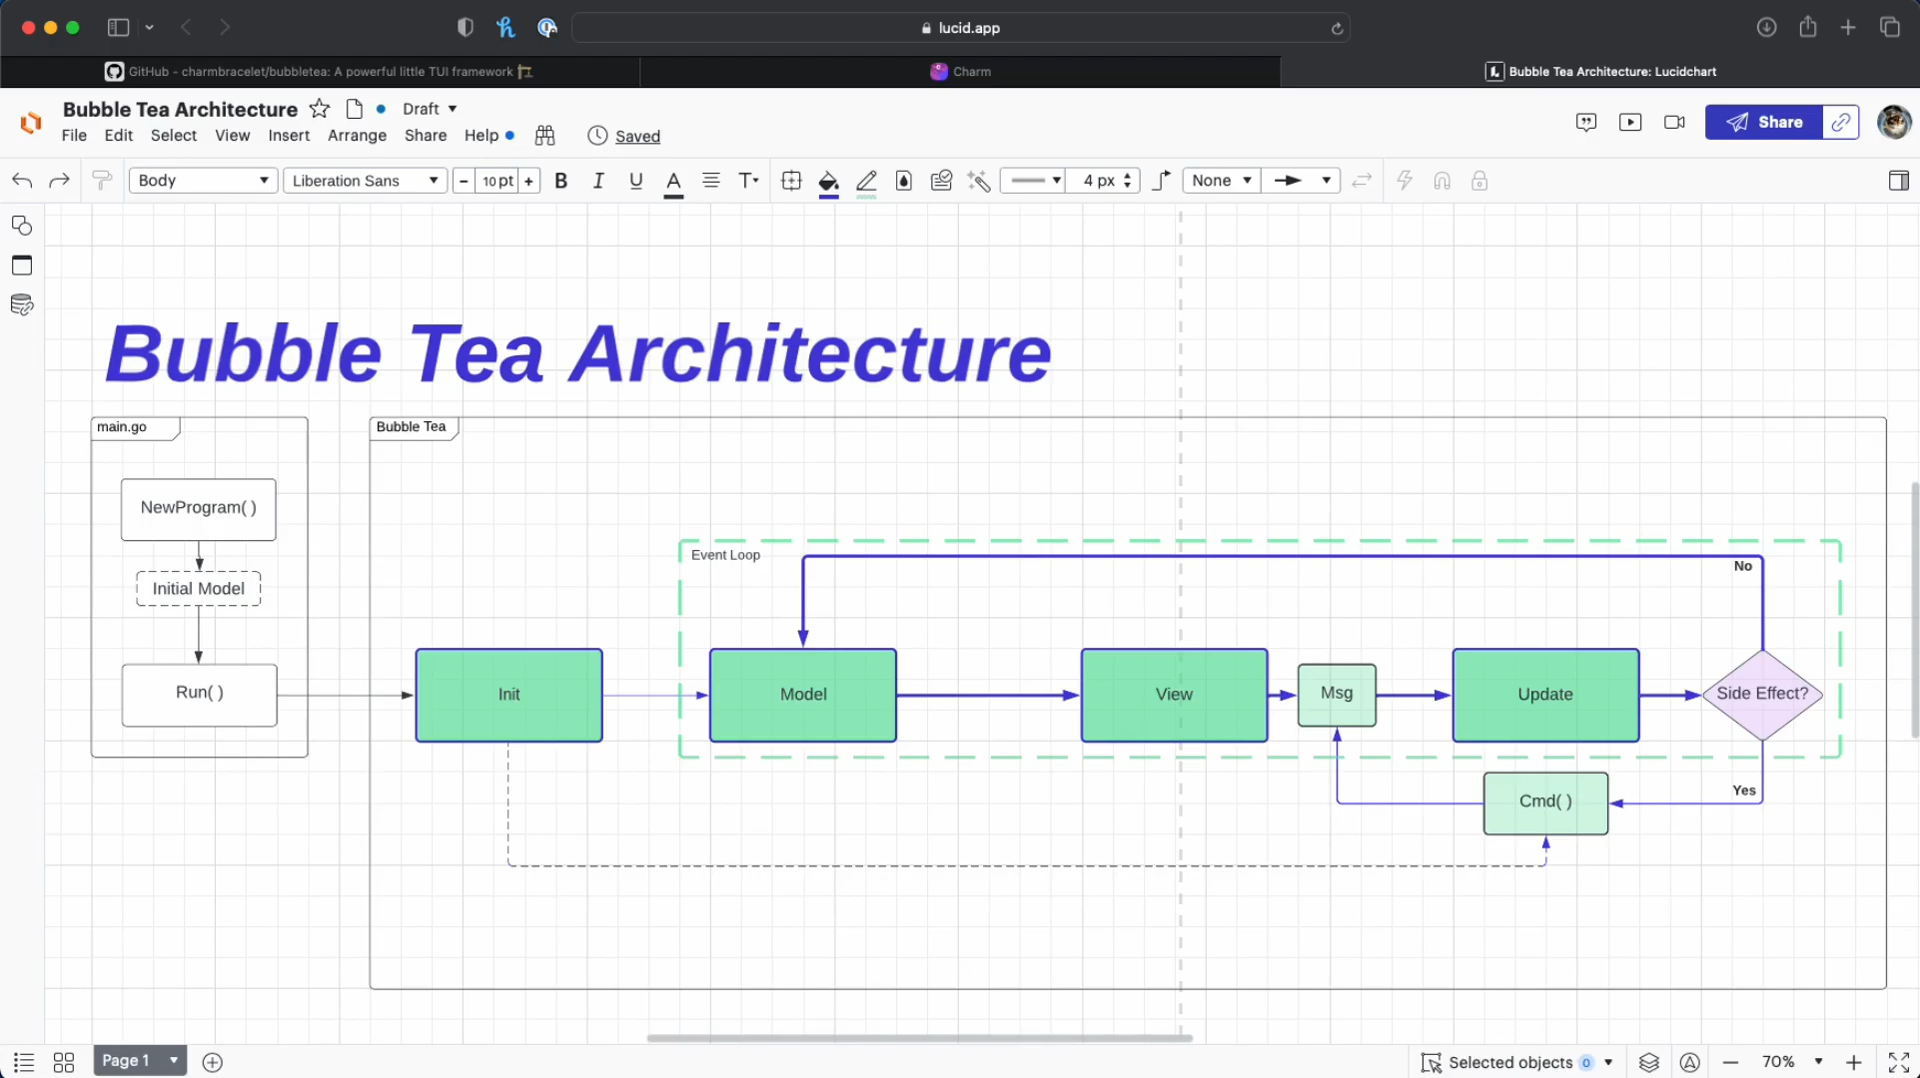 lucid.app
GitHub - charmbracelet/bubbletea: A powerful little TUI framework
Charm
Bubble Tea Architecture: Lucidchart
Bubble Tea Architecture
Draft
File Edit Select View Insert Arrange Share Help
Saved
Share
Body
Liberation Sans
- 10 pt +
B I U A T
4 px
None
Bubble Tea Architecture
main.go
Bubble Tea
NewProgram( )
Event Loop
No
Initial Model
Run( )
Init
Model
View
Msg
Update
Side Effect?
Yes
Cmd( )
Page 1
Selected objects 0
70%